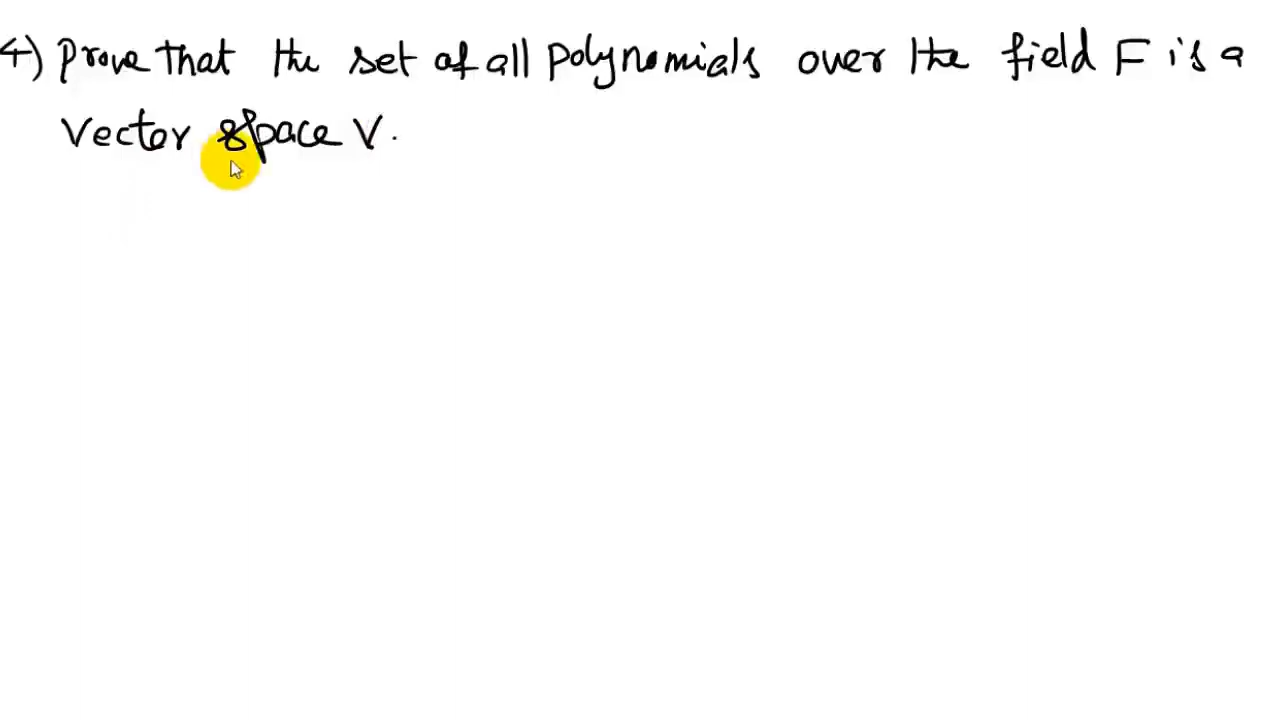 4) Prove that the set of all polynomials over the field F is a
vector space V.